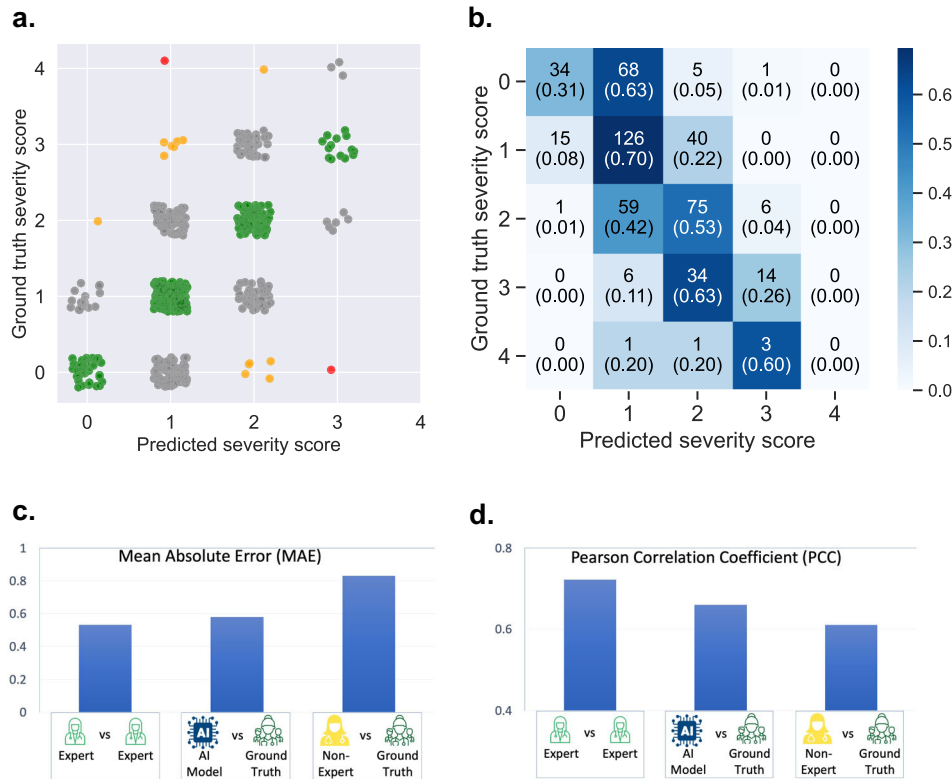 a.
Ground truth severity score
4
3
2
1
0
0 1 2 3 4
Predicted severity score
b.
Ground truth severity score
0
1
2
3
4
34 68 5 1 0
(0.31) (0.63) (0.05) (0.01) (0.00)
15 126 40 0 0
(0.08) (0.70) (0.22) (0.00) (0.00)
1 59 75 6 0
(0.01) (0.42) (0.53) (0.04) (0.00)
0 6 34 14 0
(0.00) (0.11) (0.63) (0.26) (0.00)
0 1 1 3 0
(0.00) (0.20) (0.20) (0.60) (0.00)
0 1 2 3 4
Predicted severity score
0.6
0.5
0.4
0.3
0.2
0.1
0.0
c.
Mean Absolute Error (MAE)
1
0.8
0.6
0.4
0.2
0
vs
Expert Expert
AI
vs
AI Ground
Model Truth
vs
Non- Ground
Expert Truth
d.
Pearson Correlation Coefficient (PCC)
0.8
0.6
0.4
vs
Expert Expert
AI
vs
AI Ground
Model Truth
vs
Non- Ground
Expert Truth